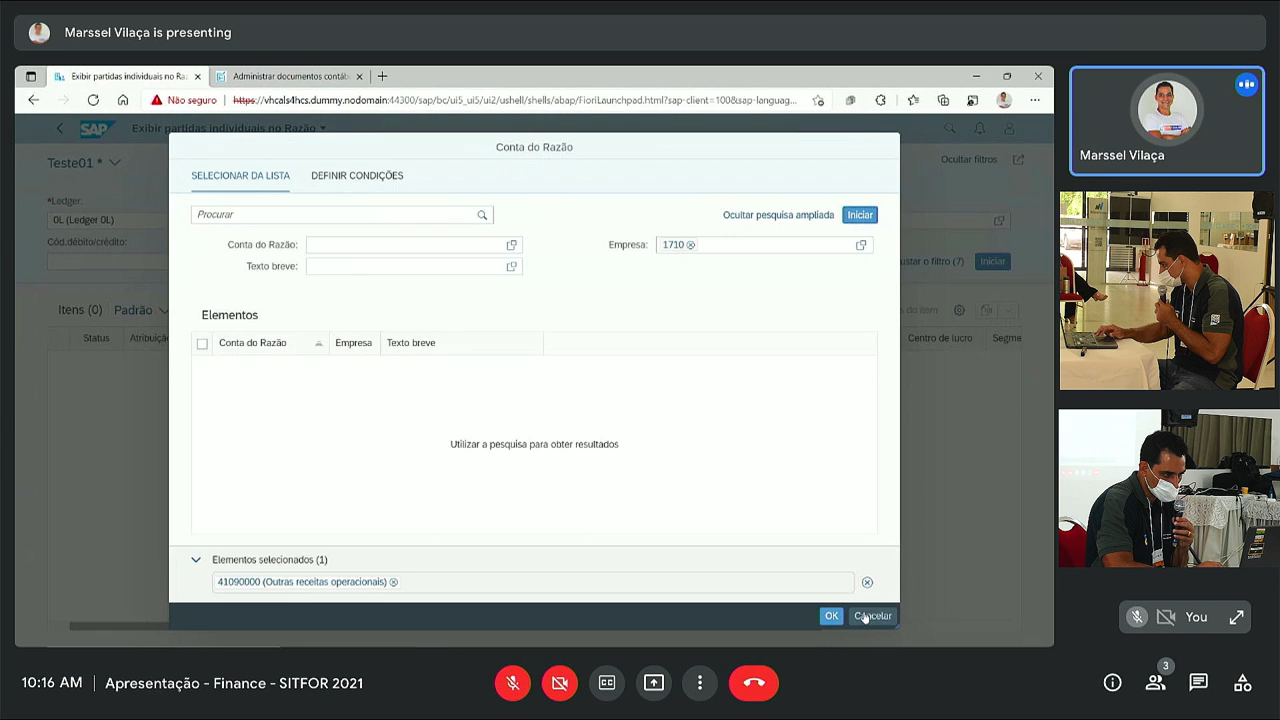 Marssel Vilaça is presenting
Exibir partidas individuais no Ra:
Administrar documentos contáb
Não seguro
https://vhcals4hcs.dummy.nodomain:44300/sap/bc/ui5_ui5/ui2/ushell/shells/abap/FioriLaunchpad.html?sap-client=100&sap-languag...
SAP Exibir partidas individuais no Razão
Teste01 *
Ocultar filtros
*Ledger:
0L (Ledger 0L)
Cód.débito/crédito:
ustar o filtro (7)
Iniciar
Itens (0)
Padrão
s do item
Status
Atribuiçã
Centro de lucro
Segme
Conta do Razão
SELECIONAR DA LISTA
DEFINIR CONDIÇÕES
Procurar
Ocultar pesquisa ampliada
Iniciar
Conta do Razão:
Empresa:
1710
Texto breve:
Elementos
Conta do Razão
Empresa
Texto breve
Utilizar a pesquisa para obter resultados
Elementos selecionados (1)
41090000 (Outras receitas operacionais)
OK
Cancelar
Marssel Vilaça
You
10:16 AM
Apresentação - Finance - SITFOR 2021
3